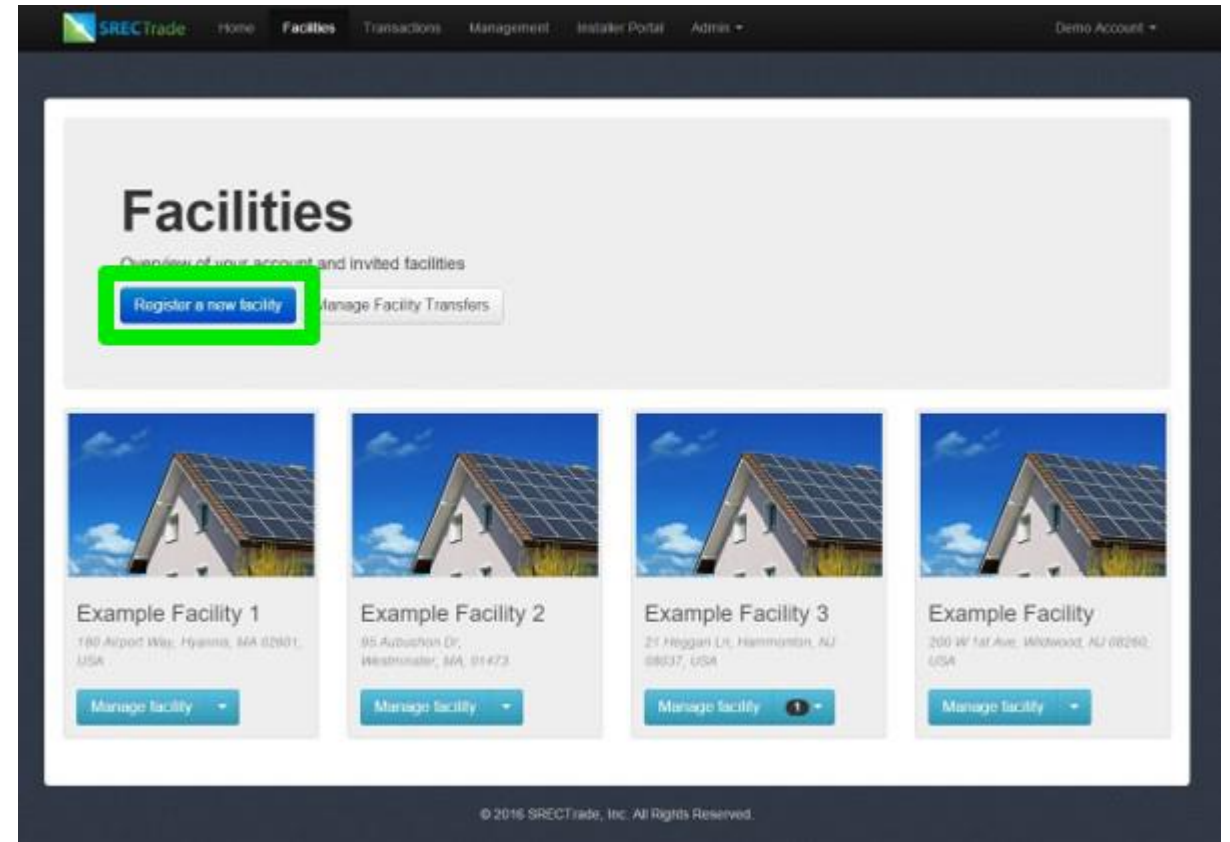 SRECTrade Home Facilities Transactions Management Installer Portal Admin Demo Account
Facilities
Overview of your account and invited facilities
Register a new facility Manage Facility Transfers
Example Facility 1 Example Facility 2 Example Facility 3 Example Facility
180 Airport Way, Hyannis, MA 02601, 95 Aubushon Dr, 21 Heggan Ln, Hammonton, NJ 200 W 1st Ave, Wildwood, NJ 08260,
USA Westminster, MA, 01473 08037, USA USA
Manage facility Manage facility Manage facility 1 Manage facility
© 2016 SRECTrade, Inc. All Rights Reserved.